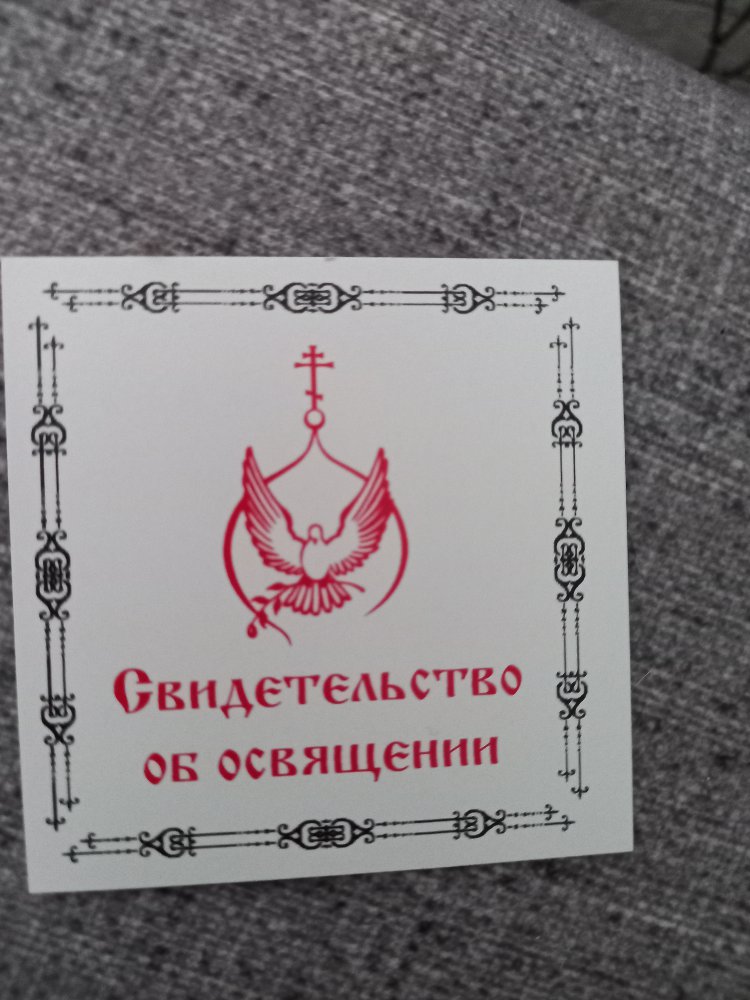 Свидетельство
об освящении